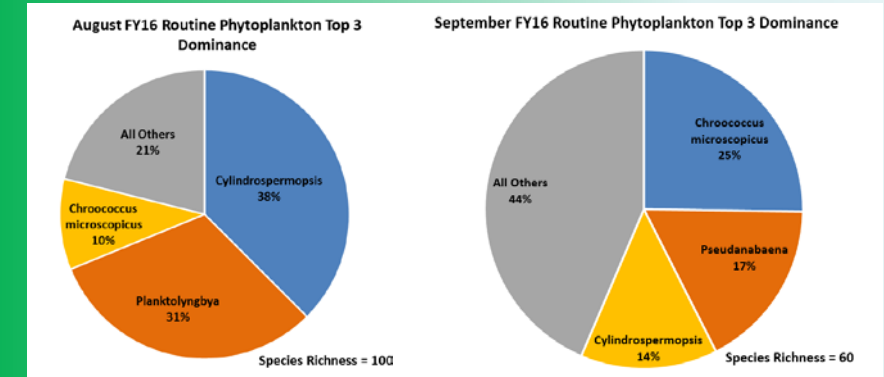 August FY16 Routine Phytoplankton Top 3
Dominance
All Others
21%
Cylindrospermopsis
38%
Chroococcus
microscopicus
10%
Planktolyngbya
31%
Species Richness = 100
September FY16 Routine Phytoplankton Top 3 Dominance
Chroococcus
microscopicus
25%
All Others
44%
Pseudanabaena
17%
Cylindrospermopsis
14%
Species Richness = 60